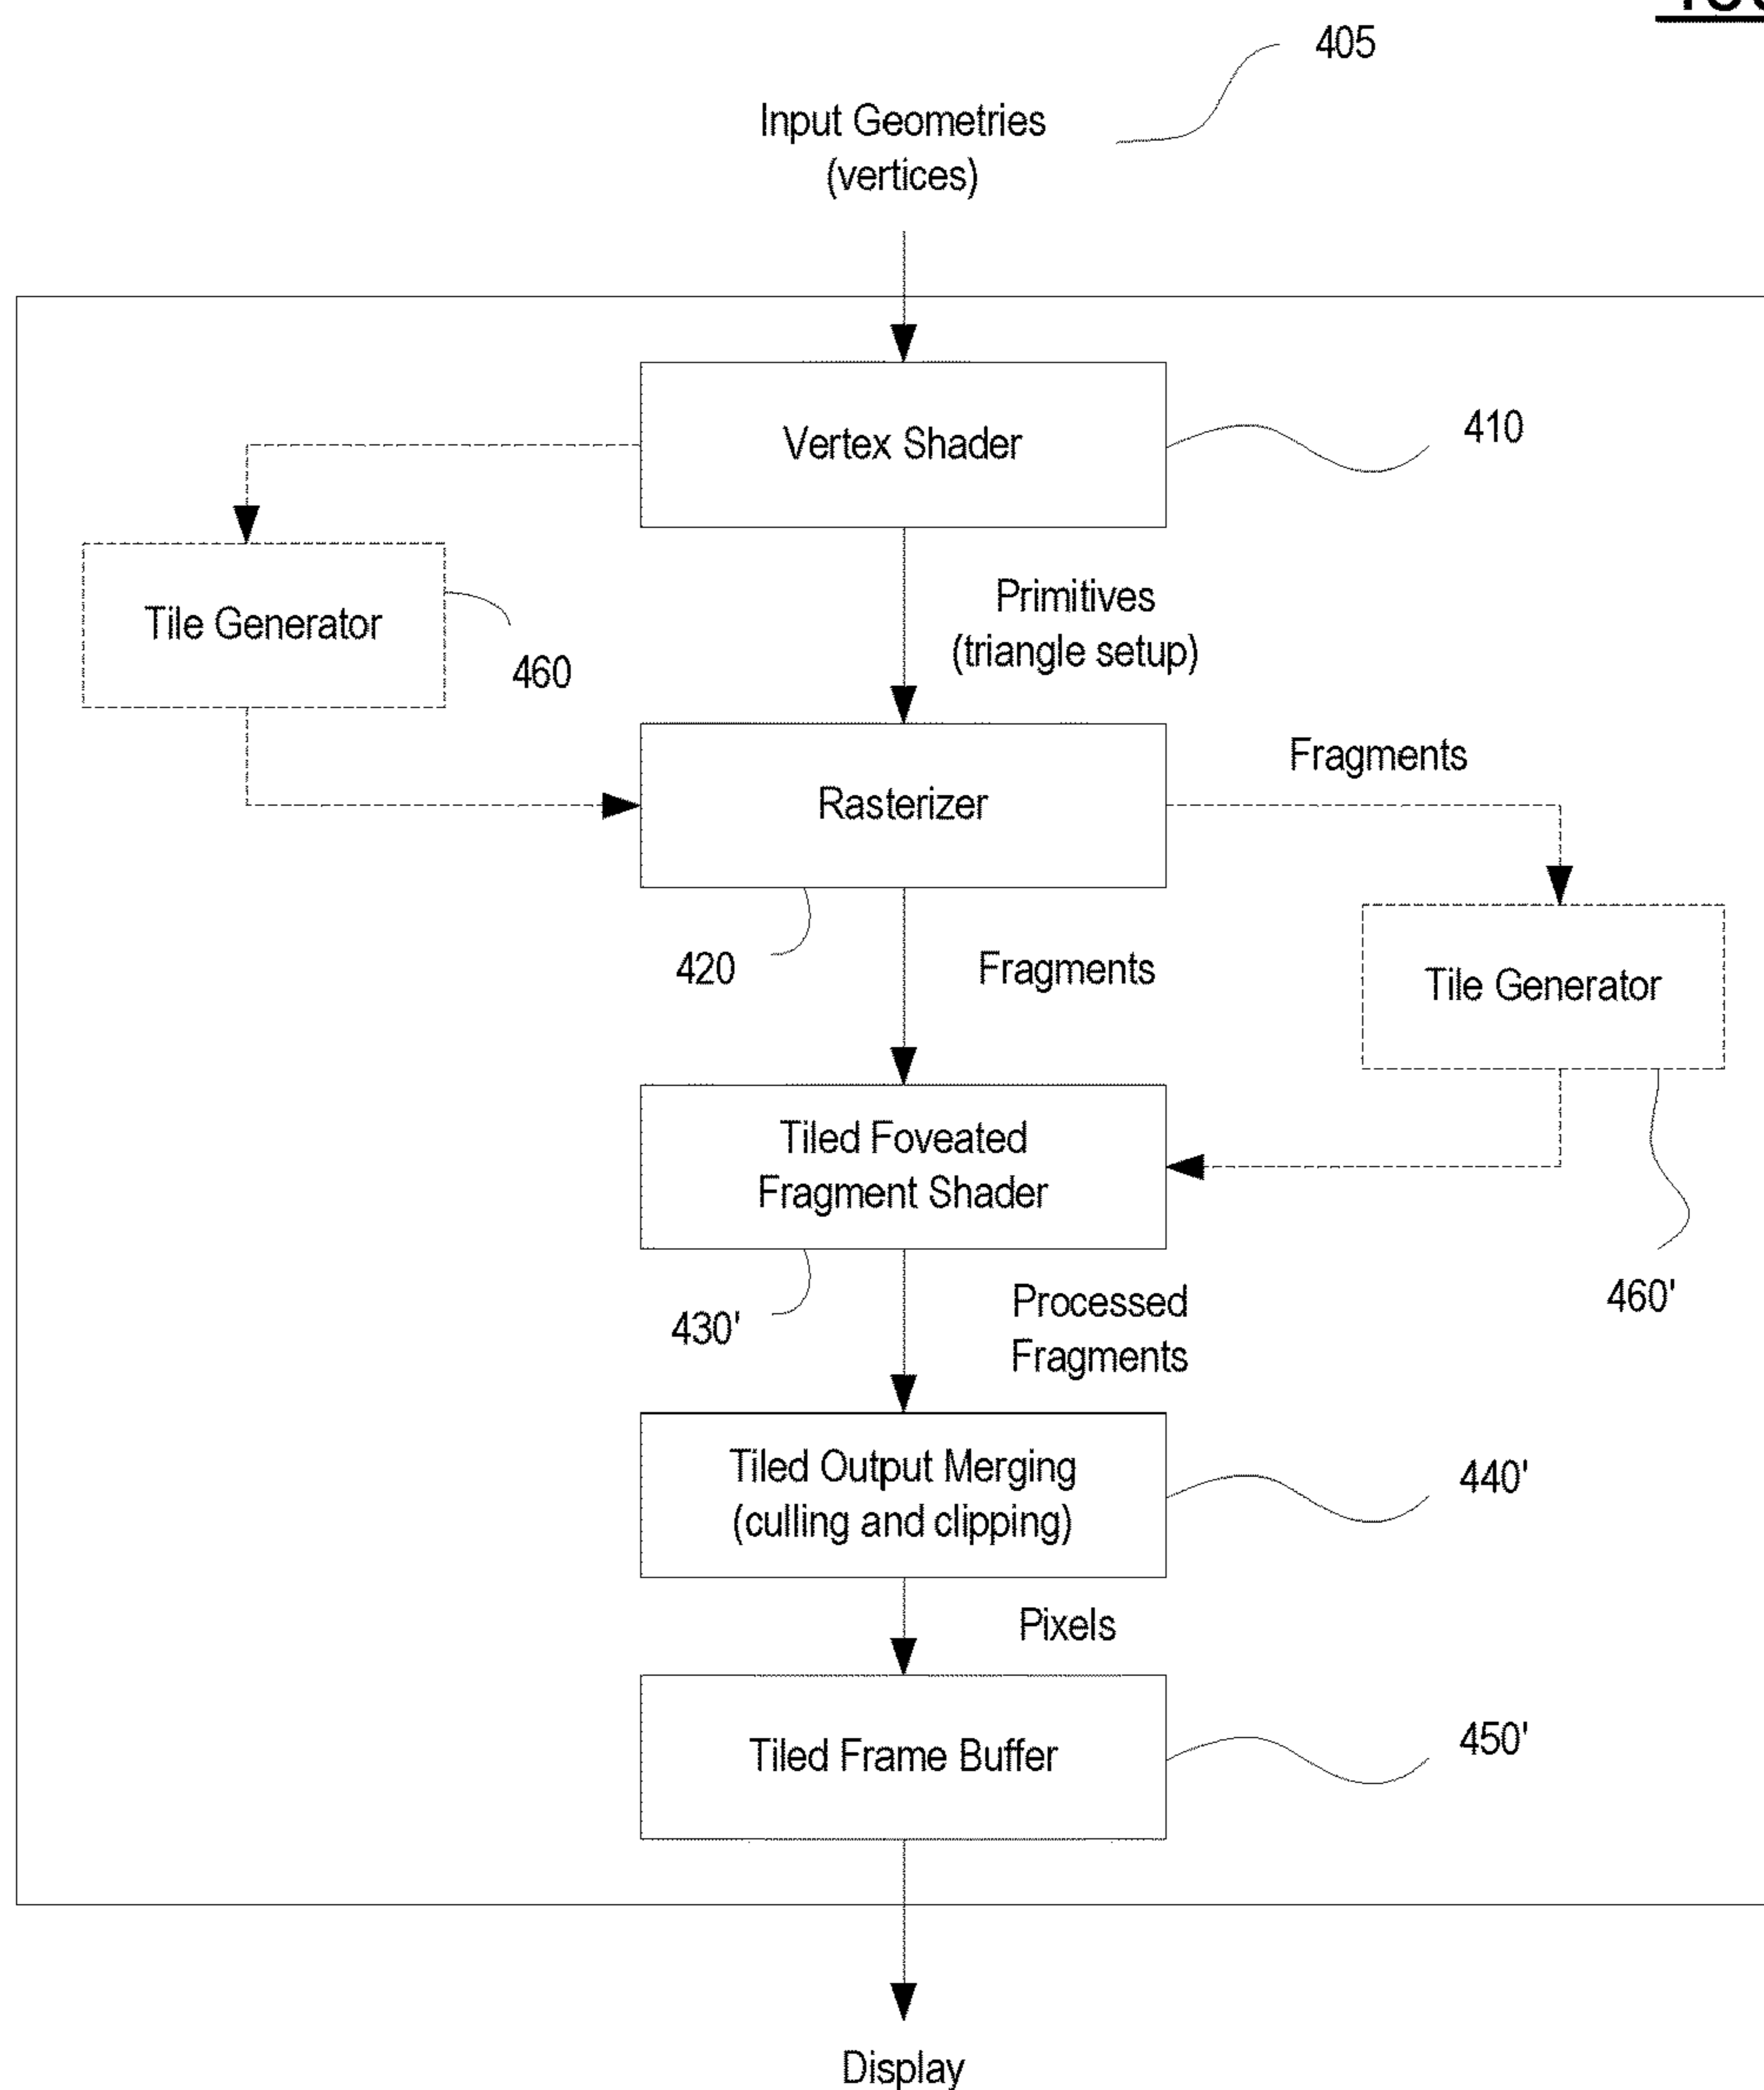 405
Input Geometries
(vertices)
Vertex Shader
410
Tile Generator
460
Primitives
(triangle setup)
Rasterizer
Fragments
420
Fragments
Tile Generator
Tiled Foveated
Fragment Shader
430'
Processed
Fragments
460'
Tiled Output Merging
(culling and clipping)
440'
Pixels
Tiled Frame Buffer
450'
Display